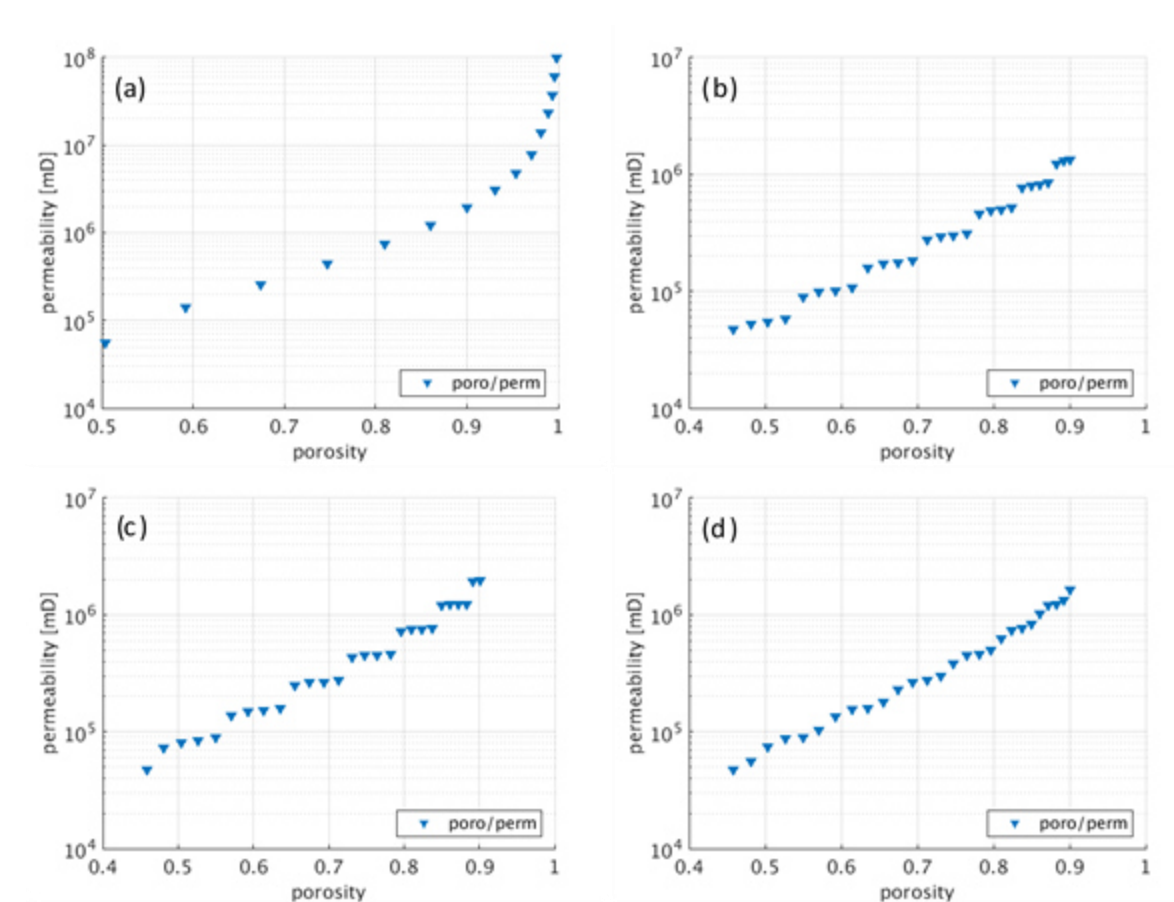 (a)
permeability [mD]
10^8
10^7
10^6
10^5
10^4
poro/perm
0.5 0.6 0.7 0.8 0.9 1
porosity
(b)
permeability [mD]
10^7
10^6
10^5
10^4
poro/perm
0.4 0.5 0.6 0.7 0.8 0.9 1
porosity
(c)
permeability [mD]
10^7
10^6
10^5
10^4
poro/perm
0.4 0.5 0.6 0.7 0.8 0.9 1
porosity
(d)
permeability [mD]
10^7
10^6
10^5
10^4
poro/perm
0.4 0.5 0.6 0.7 0.8 0.9 1
porosity